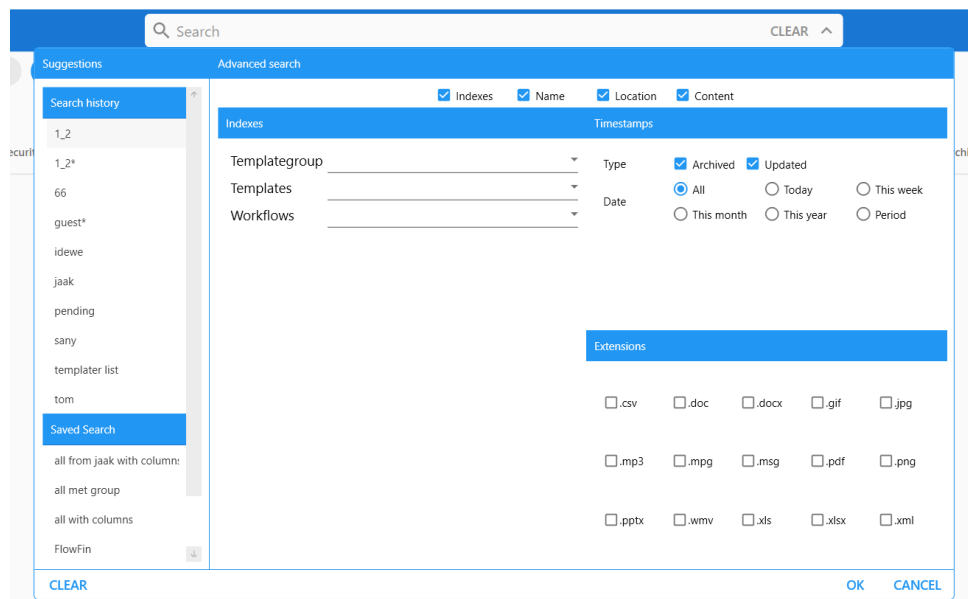 Search
CLEAR
Suggestions
Advanced search
Search history
1_2
1_2*
66
guest*
idewe
jaak
pending
sany
templater list
tom
Saved Search
all from jaak with column
all met group
all with columns
FlowFin
Indexes Name Location Content
Indexes
Templategroup
Templates
Workflows
Timestamps
Type Archived Updated
Date All Today This week
This month This year Period
Extensions
.csv .doc .docx .gif .jpg
.mp3 .mpg .msg .pdf .png
.pptx .wmv .xls .xlsx .xml
CLEAR
OK CANCEL